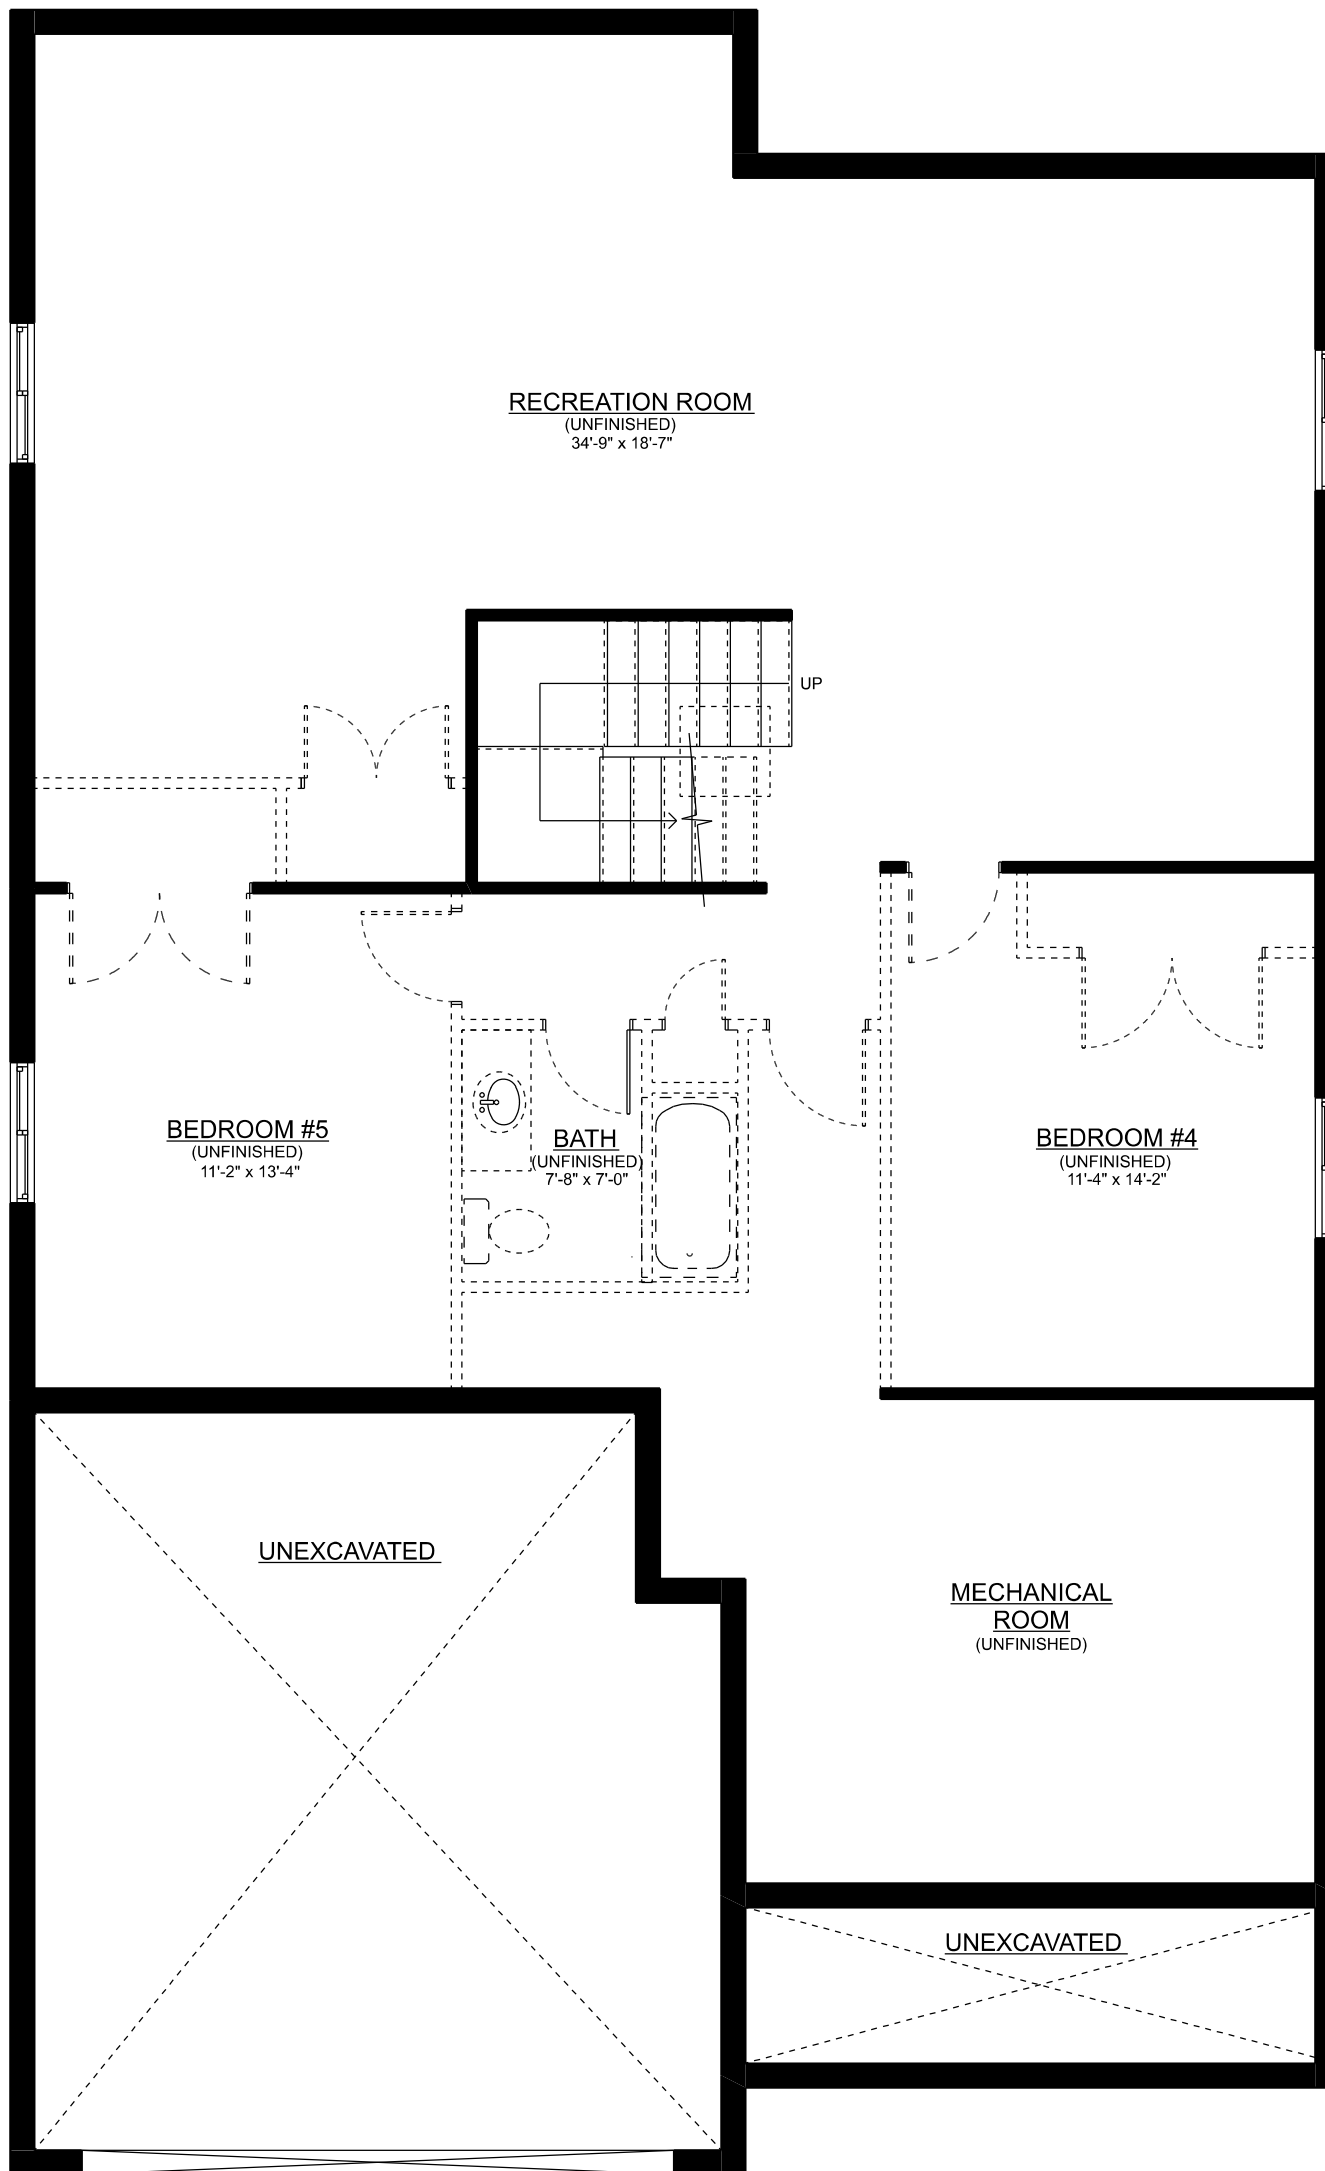 RECREATION ROOM
(UNFINISHED)
34'-9" x 18'-7"
UP
BEDROOM #5
(UNFINISHED)
11'-2" x 13'-4"
BATH
(UNFINISHED)
7'-8" x 7'-0"
BEDROOM #4
(UNFINISHED)
11'-4" x 14'-2"
UNEXCAVATED
MECHANICAL
ROOM
(UNFINISHED)
UNEXCAVATED